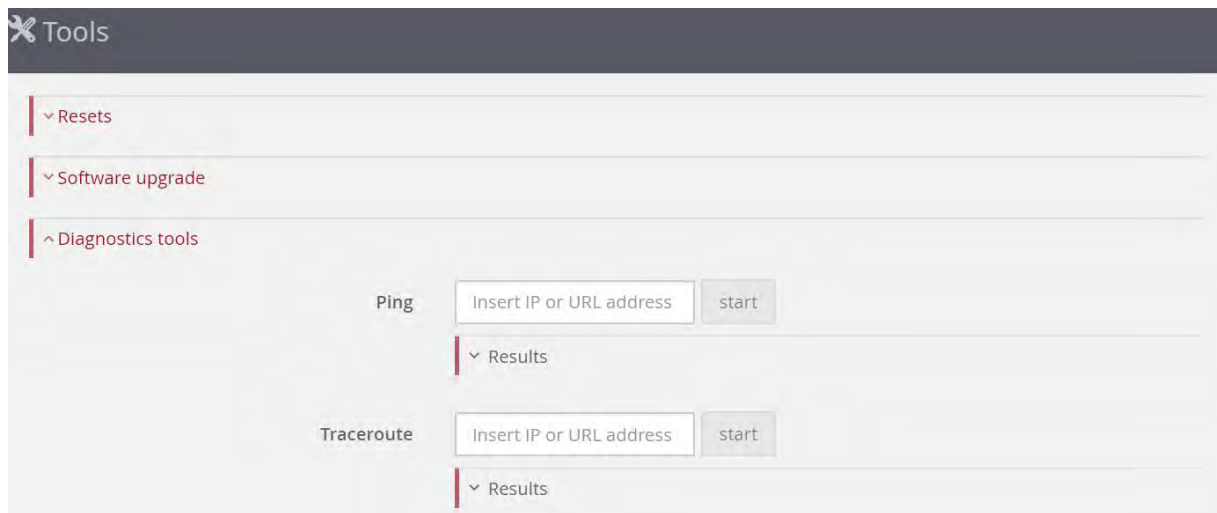 Tools
Resets
Software upgrade
Diagnostics tools
Ping Insert IP or URL address start
Results
Traceroute Insert IP or URL address start
Results